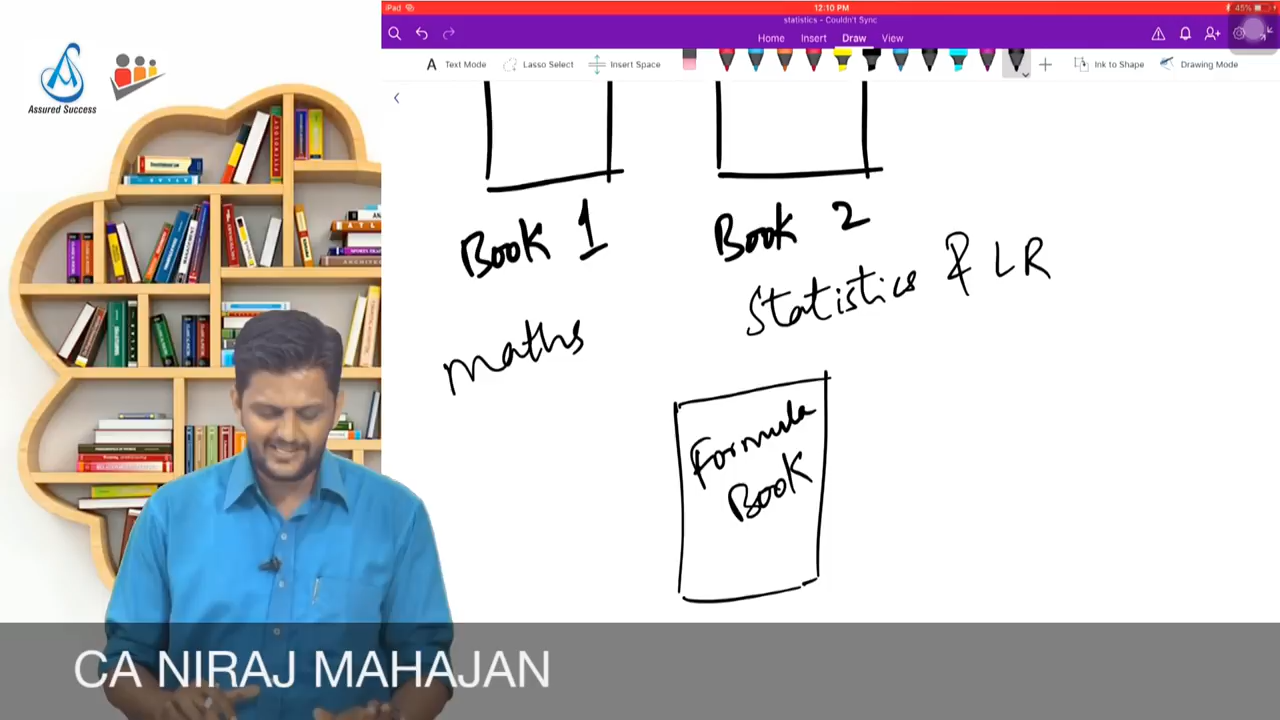 iPad
12:10 PM
45%
statistics - Couldn't Sync
Home Insert Draw View
Text Mode Lasso Select Insert Space Ink to Shape Drawing Mode
Assured Success
Book 1
Book 2
Statistics & LR
maths
Formula
Book
CA NIRAJ MAHAJAN